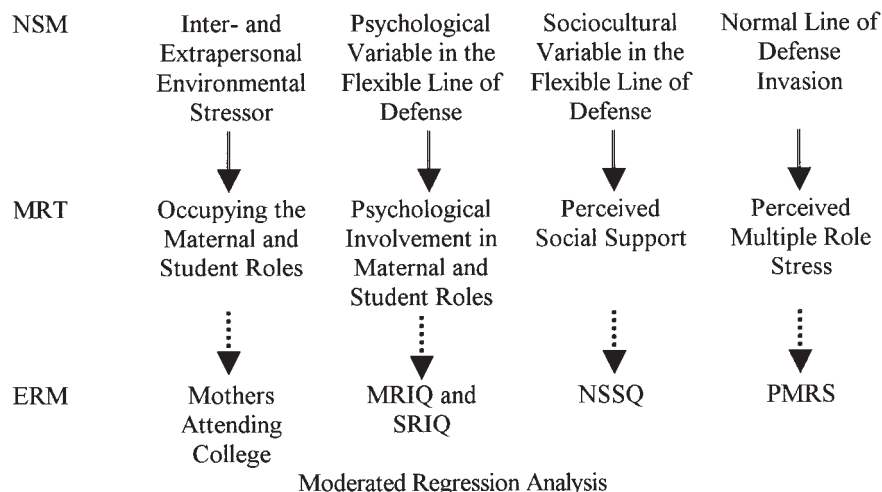 NSM
Inter- and
Extrapersonal
Environmental
Stressor
Psychological
Variable in the
Flexible Line of
Defense
Sociocultural
Variable in the
Flexible Line of
Defense
Normal Line of
Defense
Invasion
MRT
Occupying the
Maternal and
Student Roles
Psychological
Involvement in
Maternal and
Student Roles
Perceived
Social Support
Perceived
Multiple Role
Stress
ERM
Mothers
Attending
College
MRIQ and
SRIQ
NSSQ
PMRS
Moderated Regression Analysis